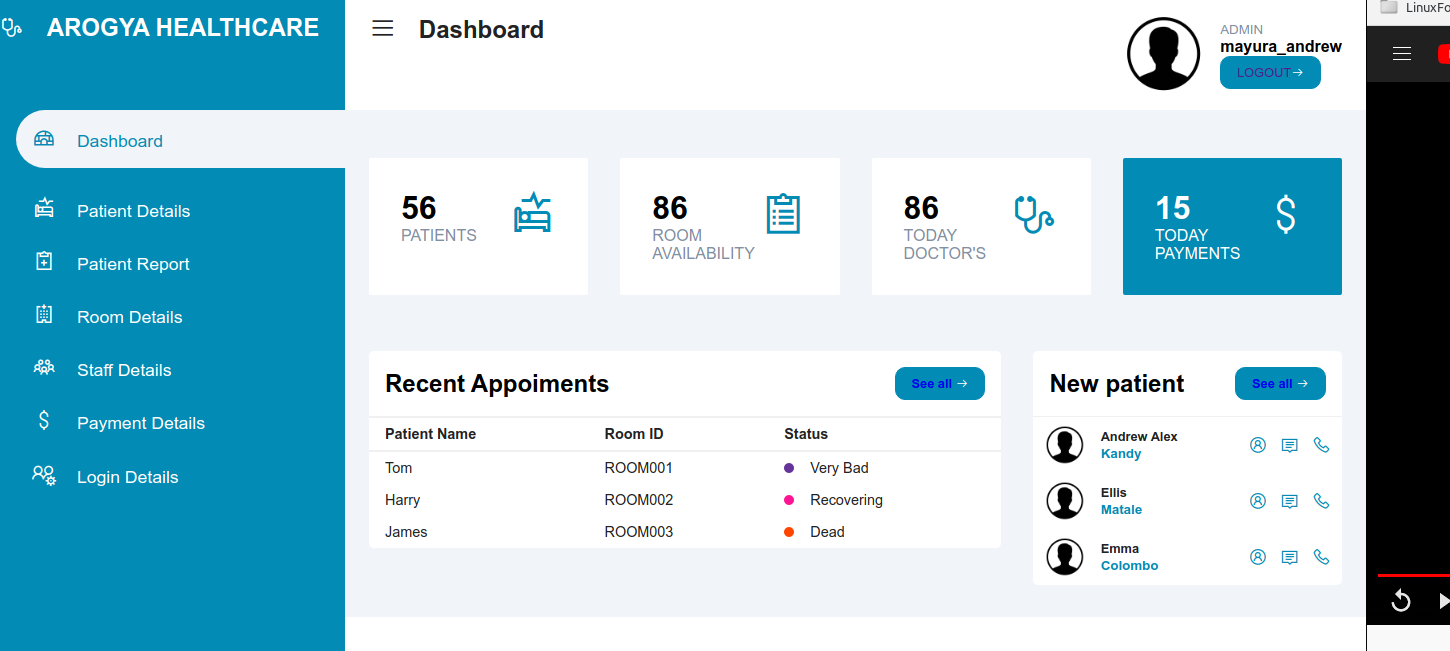 AROGYA HEALTHCARE
Dashboard
Patient Details
Patient Report
Room Details
Staff Details
Payment Details
Login Details
Dashboard
ADMIN
mayura_andrew
LOGOUT→
56
PATIENTS
86
ROOM
AVAILABILITY
86
TODAY
DOCTOR'S
15
TODAY
PAYMENTS
Recent Appoiments
See all →
Patient Name Room ID Status
Tom ROOM001 Very Bad
Harry ROOM002 Recovering
James ROOM003 Dead
New patient
See all →
Andrew Alex
Kandy
Ellis
Matale
Emma
Colombo
LinuxFo